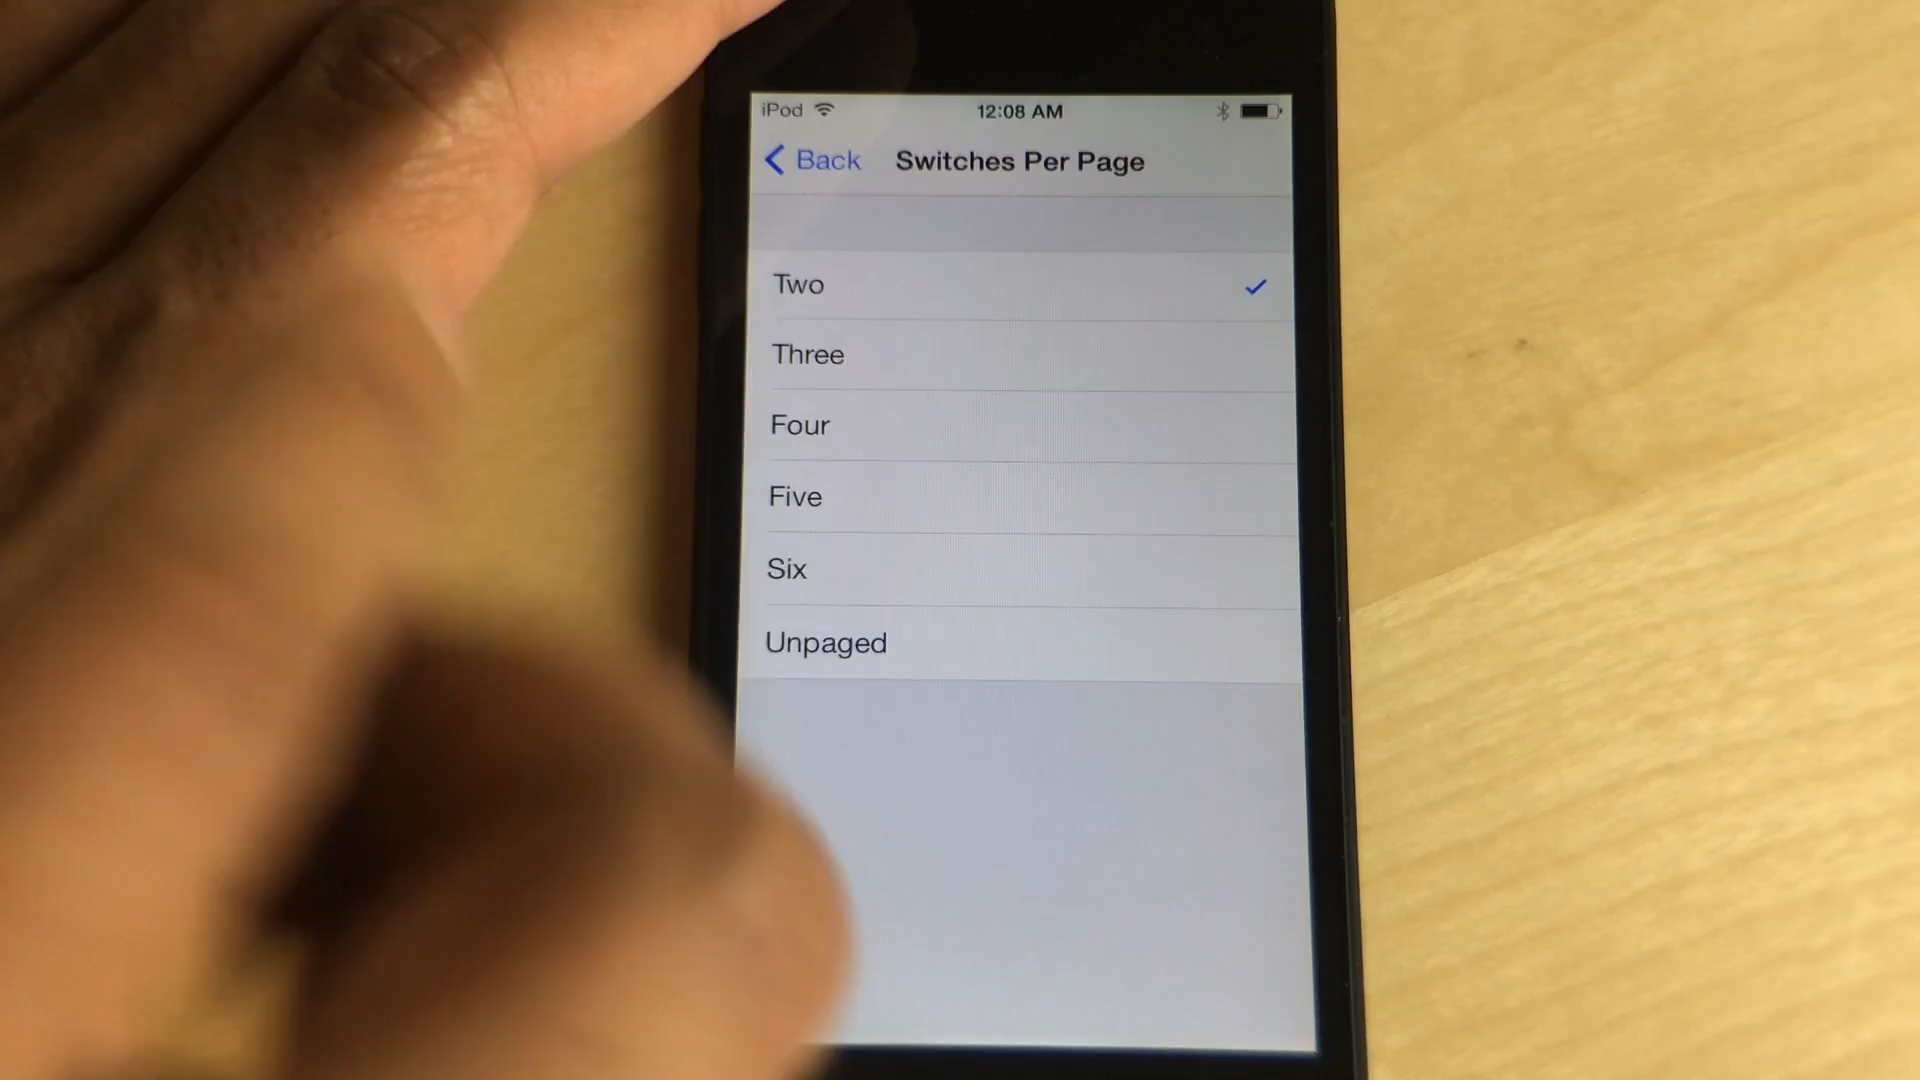 iPod 12:08 AM
Back Switches Per Page
Two
Three
Four
Five
Six
Unpaged